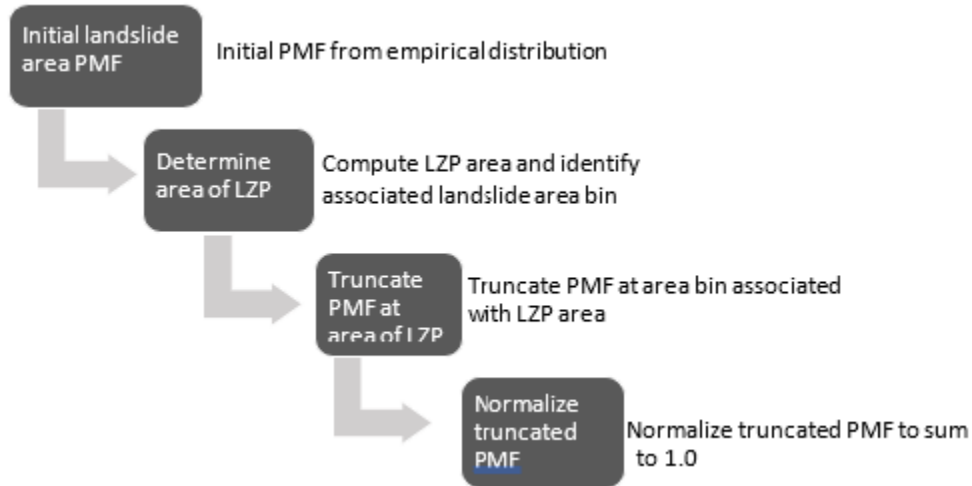 Initial landslide
area PMF
Initial PMF from empirical distribution
Determine
area of LZP
Compute LZP area and identify
associated landslide area bin
Truncate
PMF at
area of LZP
Truncate PMF at area bin associated
with LZP area
Normalize
truncated
PMF
Normalize truncated PMF to sum
to 1.0